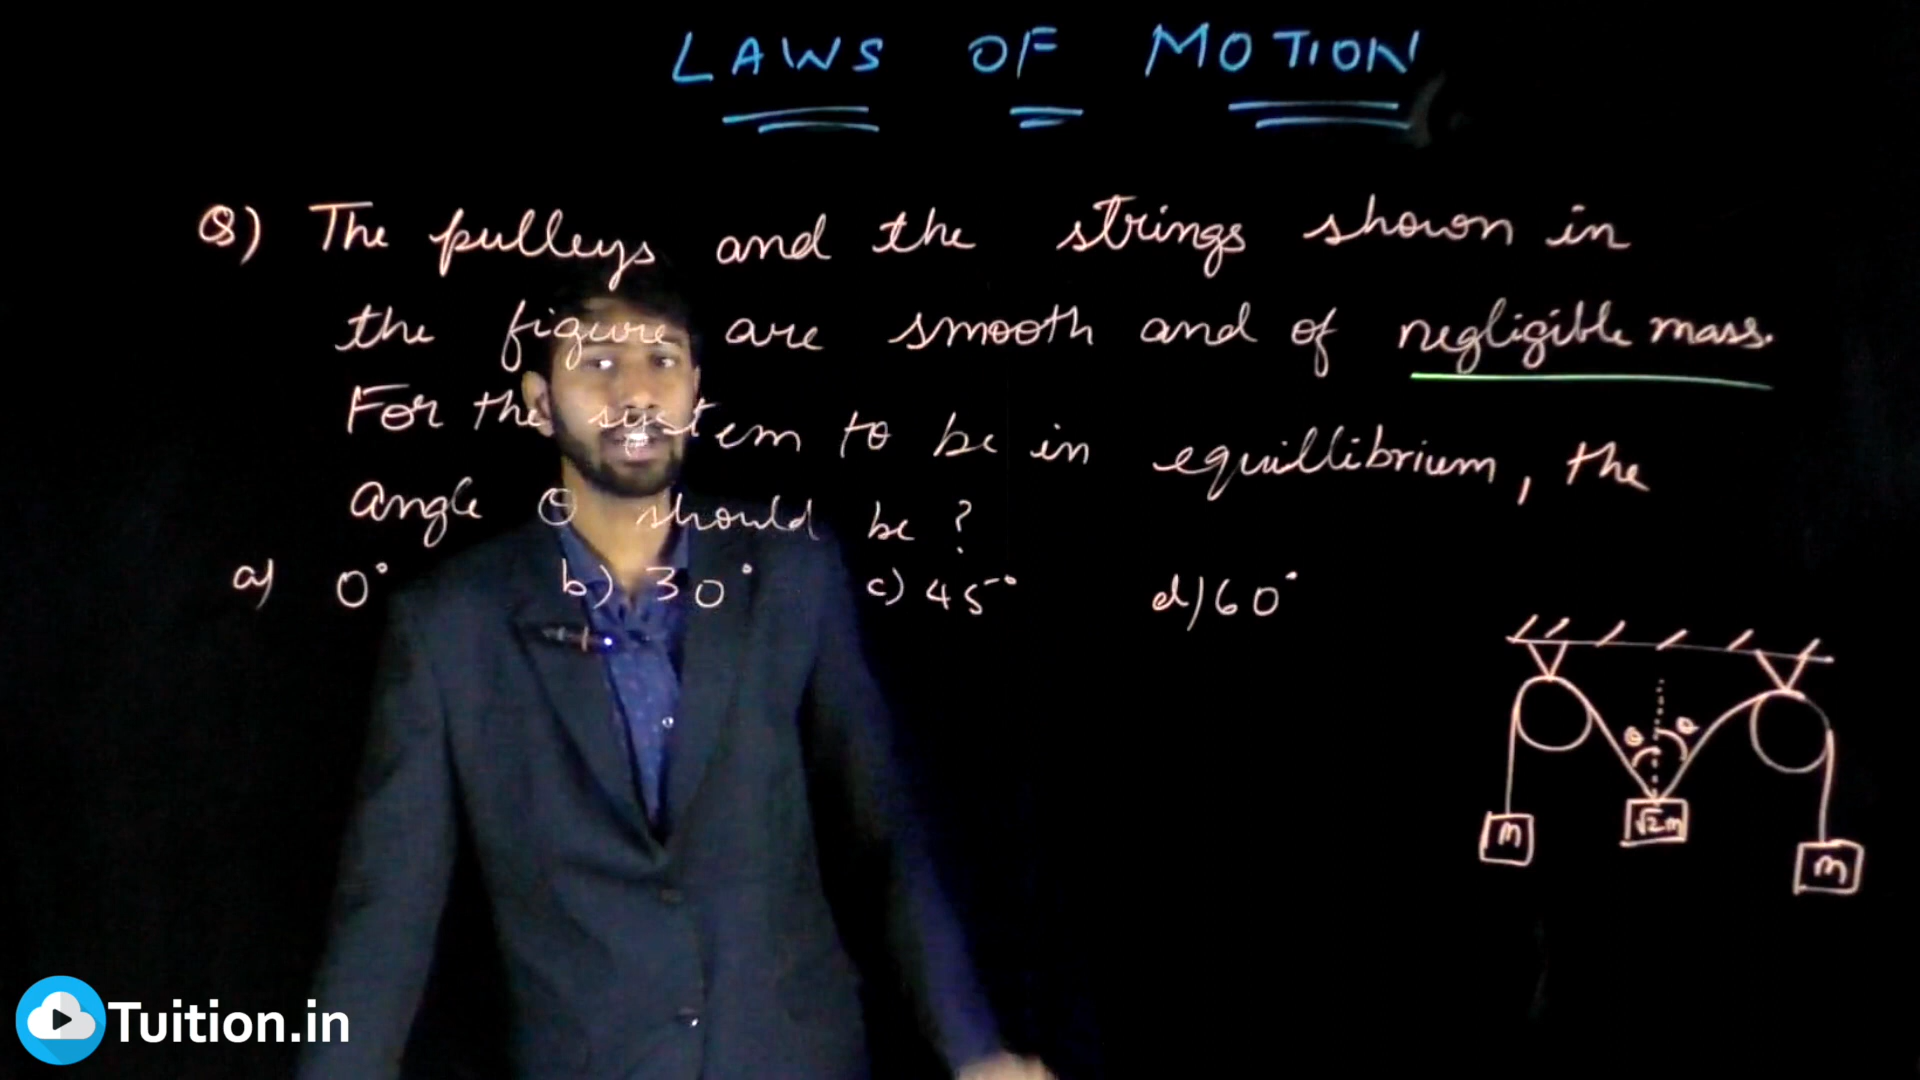 LAWS OF MOTION
Q) The pulleys and the strings shown in
the figure are smooth and of negligible mass.
For the system to be in equillibrium, the
angle θ should be ?
a) 0° b) 30° c) 45° d) 60°
θ θ
m √2m m
Tuition.in